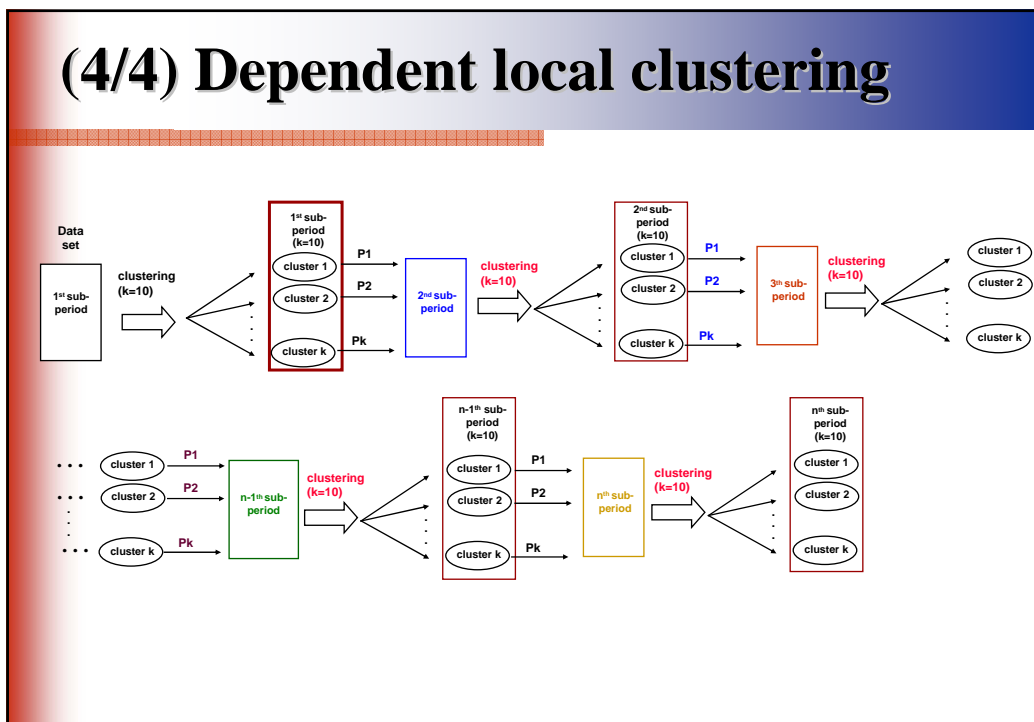 (4/4) Dependent local clustering
Data
set
1st sub-
period
clustering
(k=10)
1st sub-
period
(k=10)
cluster 1
cluster 2
cluster k
P1
P2
Pk
2nd sub-
period
clustering
(k=10)
2nd sub-
period
(k=10)
cluster 1
cluster 2
cluster k
P1
P2
Pk
3th sub-
period
clustering
(k=10)
cluster 1
cluster 2
cluster k
cluster 1
cluster 2
cluster k
P1
P2
Pk
n-1th sub-
period
clustering
(k=10)
n-1th sub-
period
(k=10)
cluster 1
cluster 2
cluster k
P1
P2
Pk
nth sub-
period
clustering
(k=10)
nth sub-
period
(k=10)
cluster 1
cluster 2
cluster k